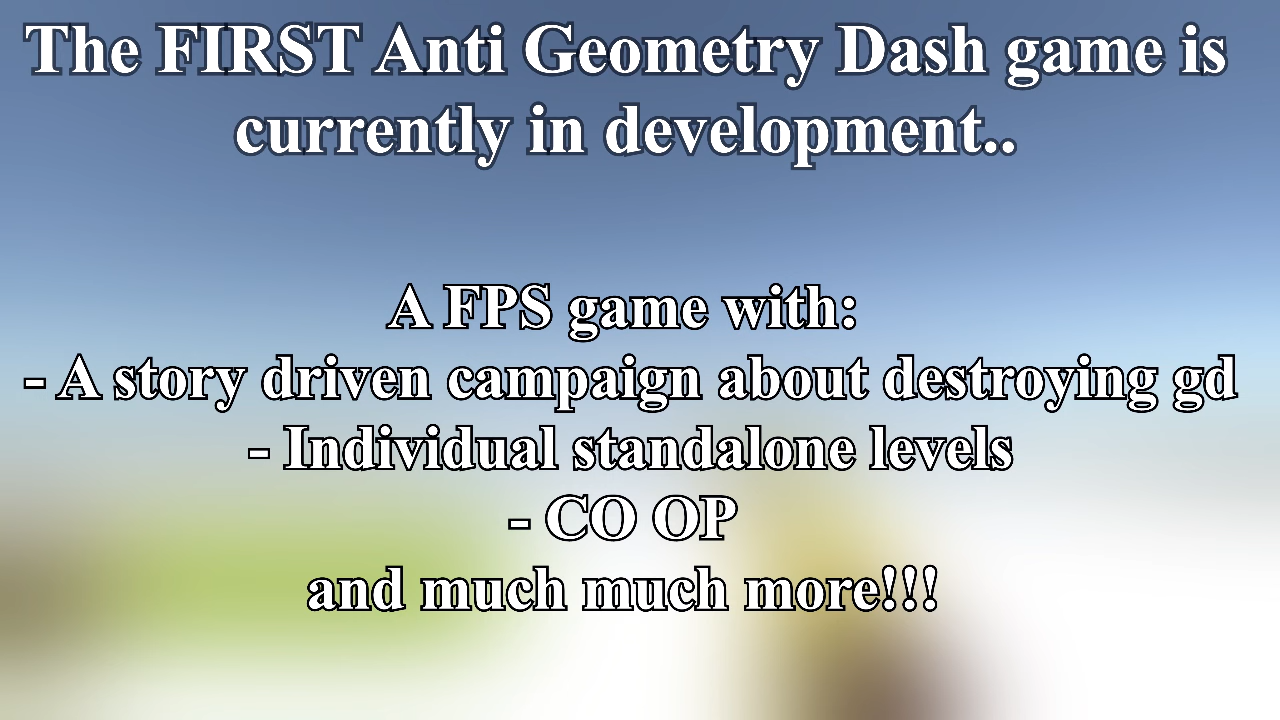 The FIRST Anti Geometry Dash game is
currently in development..
A FPS game with:
- A story driven campaign about destroying gd
- Individual standalone levels
- CO OP
and much much more!!!